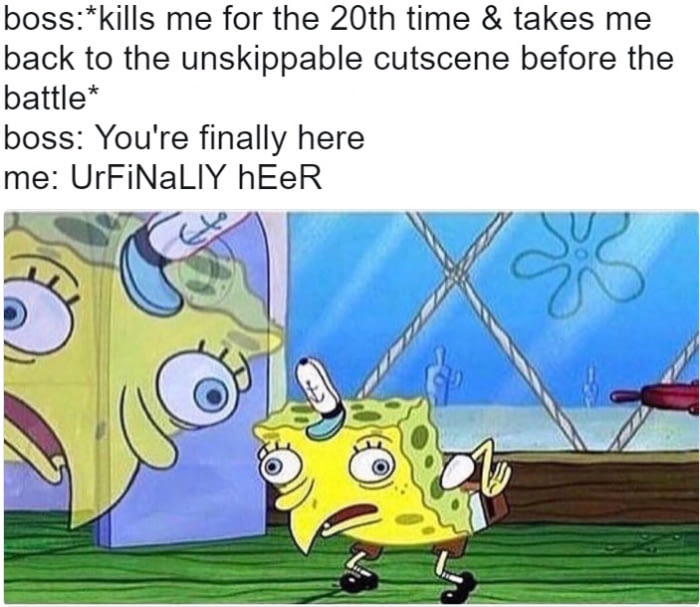 boss:*kills me for the 20th time & takes me
back to the unskippable cutscene before the
battle*
boss: You're finally here
me: UrFiNaLlY hEeR